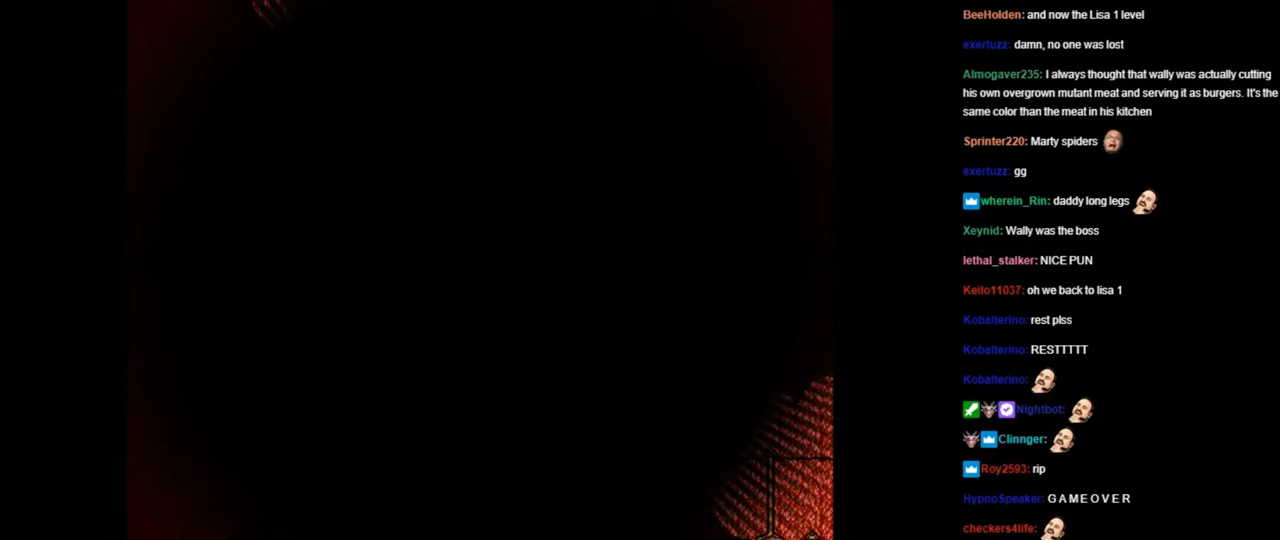 BeeHolden: and now the Lisa 1 level
exertuzz: damn, no one was lost
Almogaver235: I always thought that wally was actually cutting
his own overgrown mutant meat and serving it as burgers. It's the
same color than the meat in his kitchen
Sprinter220: Marty spiders
exertuzz: gg
wherein_Rin: daddy long legs
Xeynid: Wally was the boss
lethal_stalker: NICE PUN
Keilo11037: oh we back to lisa 1
Kobalterino: rest plss
Kobalterino: RESTTTTT
Kobalterino:
Nightbot:
Clinnger:
Roy2593: rip
HypnoSpeaker: G A M E O V E R
checkers4life: